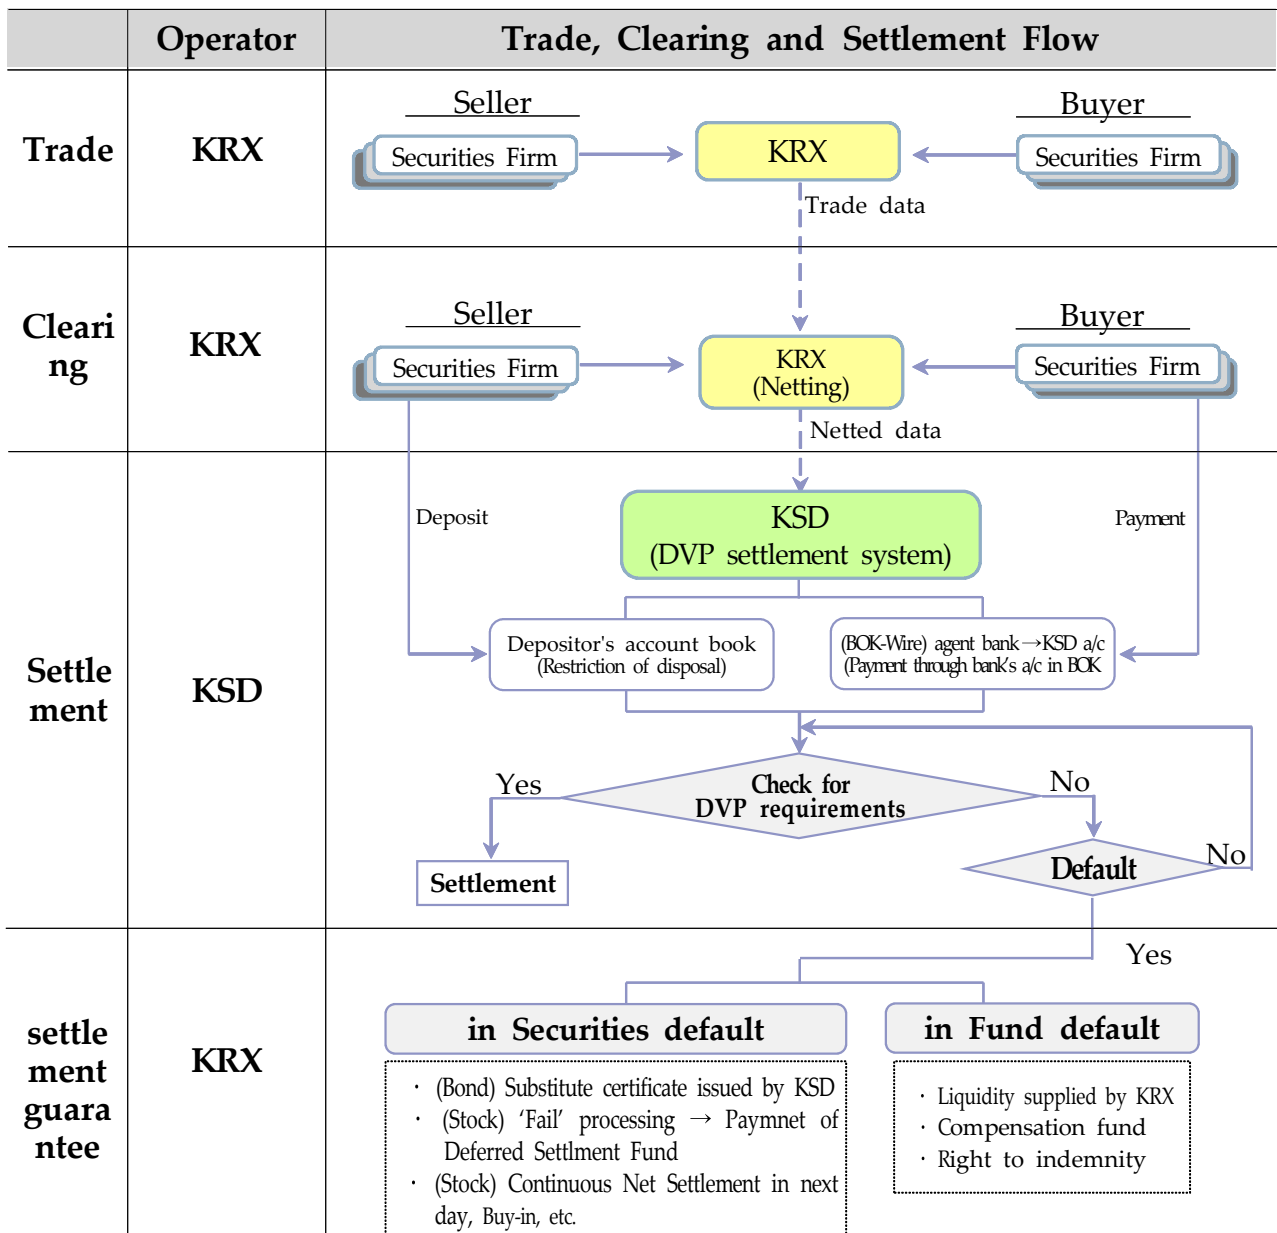 Operator
Trade, Clearing and Settlement Flow
Trade
KRX
Seller
Securities Firm
KRX
Buyer
Securities Firm
Trade data
Cleari
ng
KRX
Seller
Securities Firm
KRX
(Netting)
Buyer
Securities Firm
Netted data
Settle
ment
KSD
Deposit
KSD
(DVP settlement system)
Payment
Depositor's account book
(Restriction of disposal)
(BOK-Wire) agent bank→KSD a/c
(Payment through bank's a/c in BOK
Yes
Check for
DVP requirements
No
Settlement
Default
No
Yes
settle
ment
guara
ntee
KRX
in Securities default
· (Bond) Substitute certificate issued by KSD
· (Stock) ‘Fail’ processing → Paymnet of
Deferred Settlment Fund
· (Stock) Continuous Net Settlement in next
day, Buy-in, etc.
in Fund default
· Liquidity supplied by KRX
· Compensation fund
· Right to indemnity